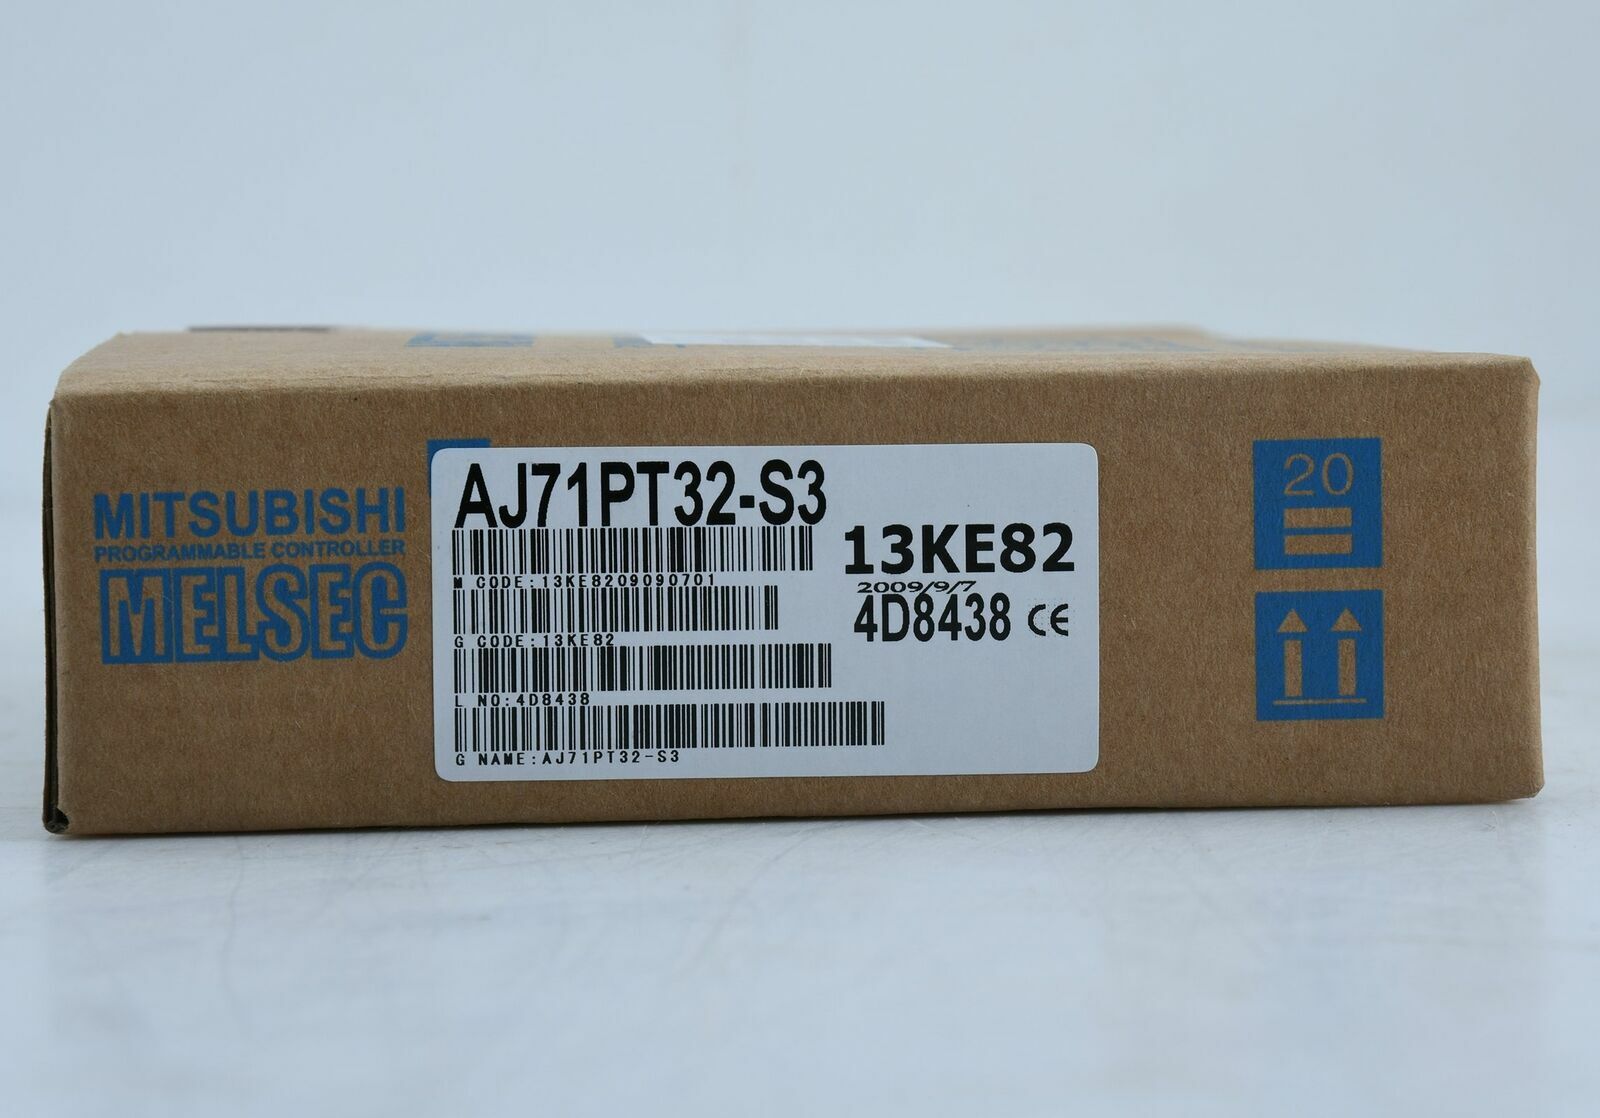 MITSUBISHI
PROGRAMMABLE CONTROLLER
MELSEC
AJ71PT32-S3
M CODE:13KE8209090701
G CODE:13KE82
L NO:4D8438
G NAME:AJ71PT32-S3
13KE82
2009/9/7
4D8438 CE
20